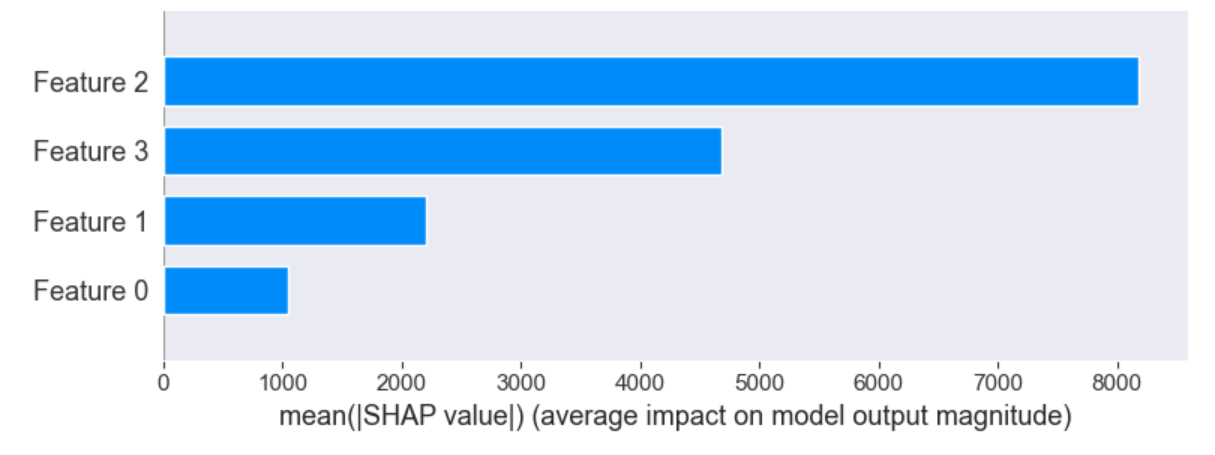 Feature 2
Feature 3
Feature 1
Feature 0
0 1000 2000 3000 4000 5000 6000 7000 8000
mean(|SHAP value|) (average impact on model output magnitude)